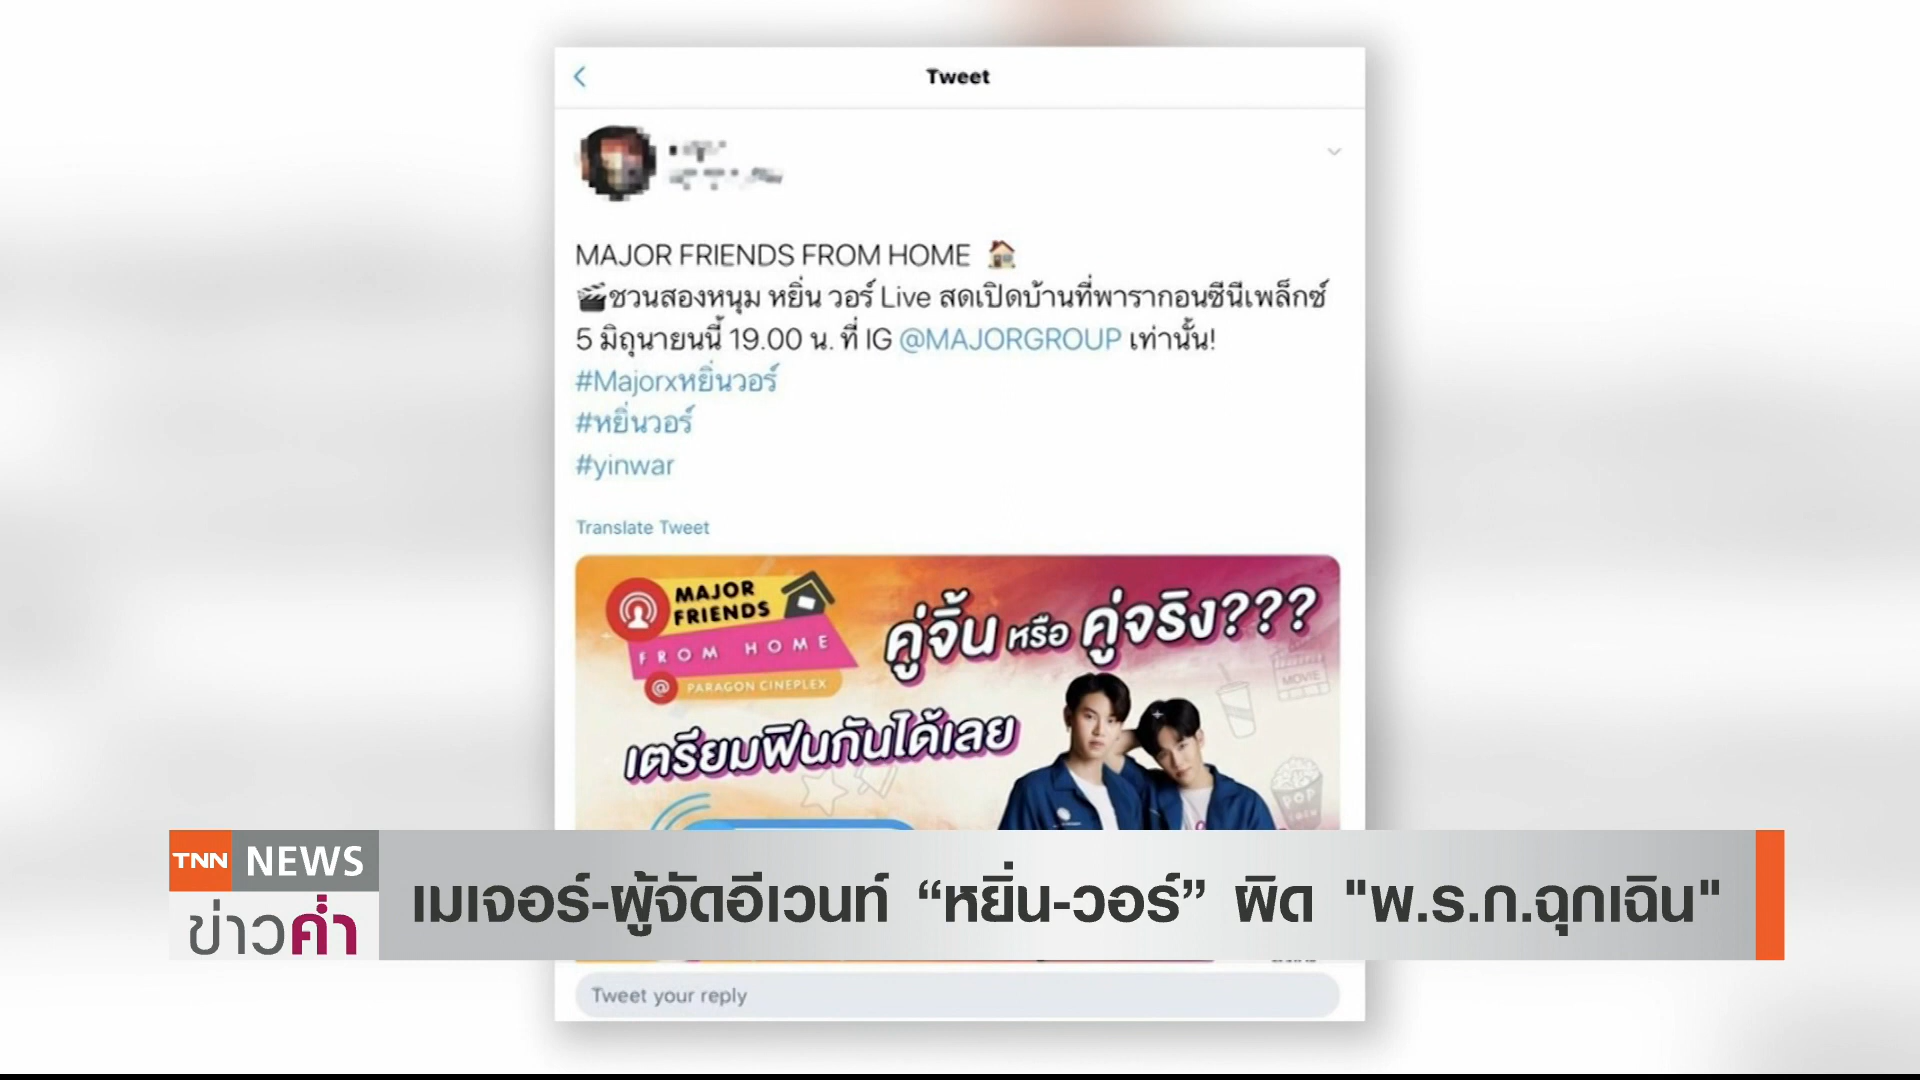 Tweet
MAJOR FRIENDS FROM HOME
ชวนสองหนุ่ม หยิ่น วอร์ Live สดเปิดบ้านที่พารากอนซีนีเพล็กซ์
5 มิถุนายนนี้ 19.00 น. ที่ IG @MAJORGROUP เท่านั้น!
#Majorxหยิ่นวอร์
#หยิ่นวอร์
#yinwar
Translate Tweet
MAJOR
FRIENDS
FROM HOME
@ PARAGON CINEPLEX
คู่จิ้น หรือ คู่จริง???
เตรียมฟินกันได้เลย
MOVIE
POP
CORN
TNN NEWS
ข่าวค่ำ
เมเจอร์-ผู้จัดอีเวนท์ “หยิ่น-วอร์” ผิด "พ.ร.ก.ฉุกเฉิน"
Tweet your reply